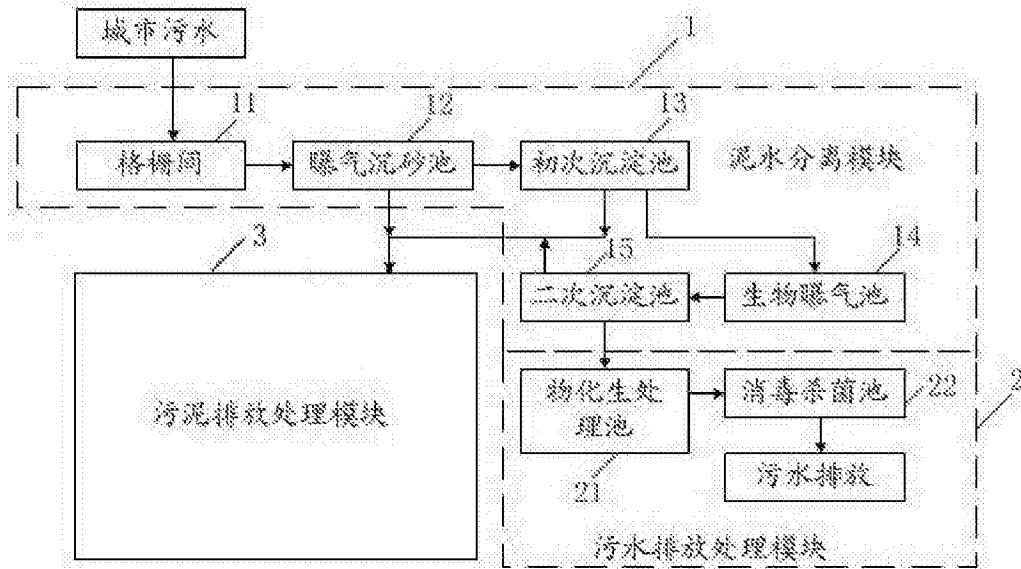 城市污水
1
11
12
13
格栅间
曝气沉砂池
初次沉淀池
泥水分离模块
3
15
14
二次沉淀池
生物曝气池
2
污泥排放处理模块
物化生处
理池
消毒杀菌池
22
21
污水排放
污水排放处理模块